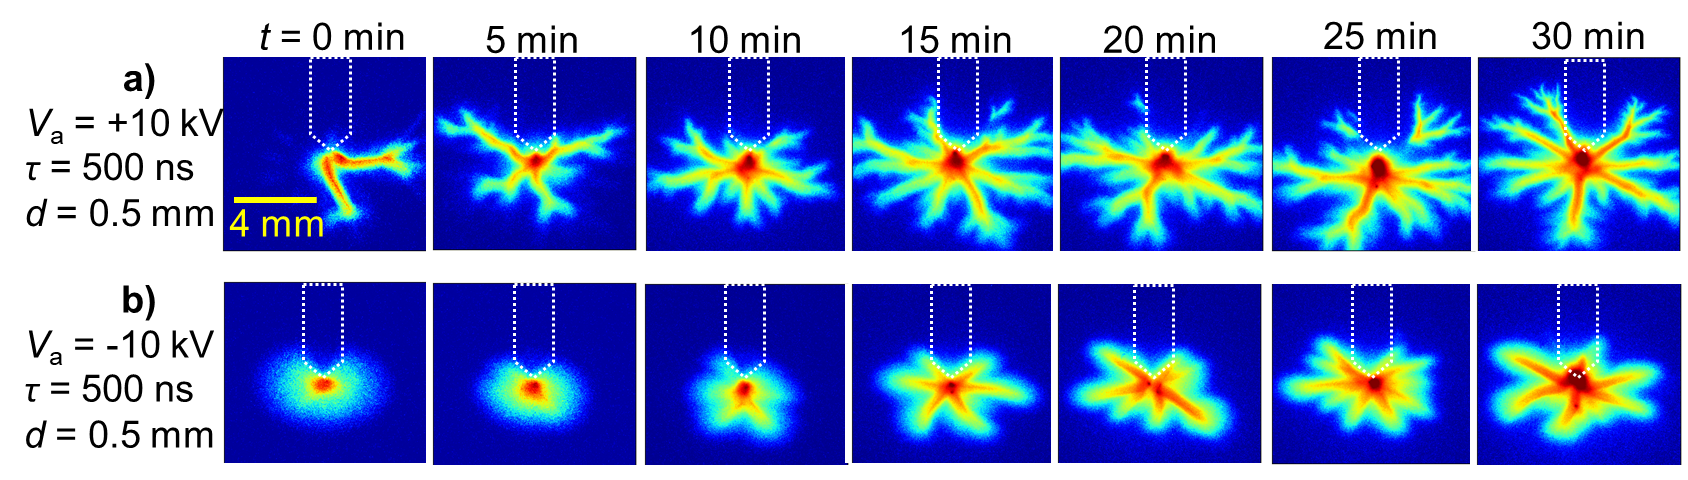 t = 0 min 5 min 10 min 15 min 20 min 25 min 30 min
a)
Va = +10 kV
τ = 500 ns
d = 0.5 mm
4 mm
b)
Va = -10 kV
τ = 500 ns
d = 0.5 mm